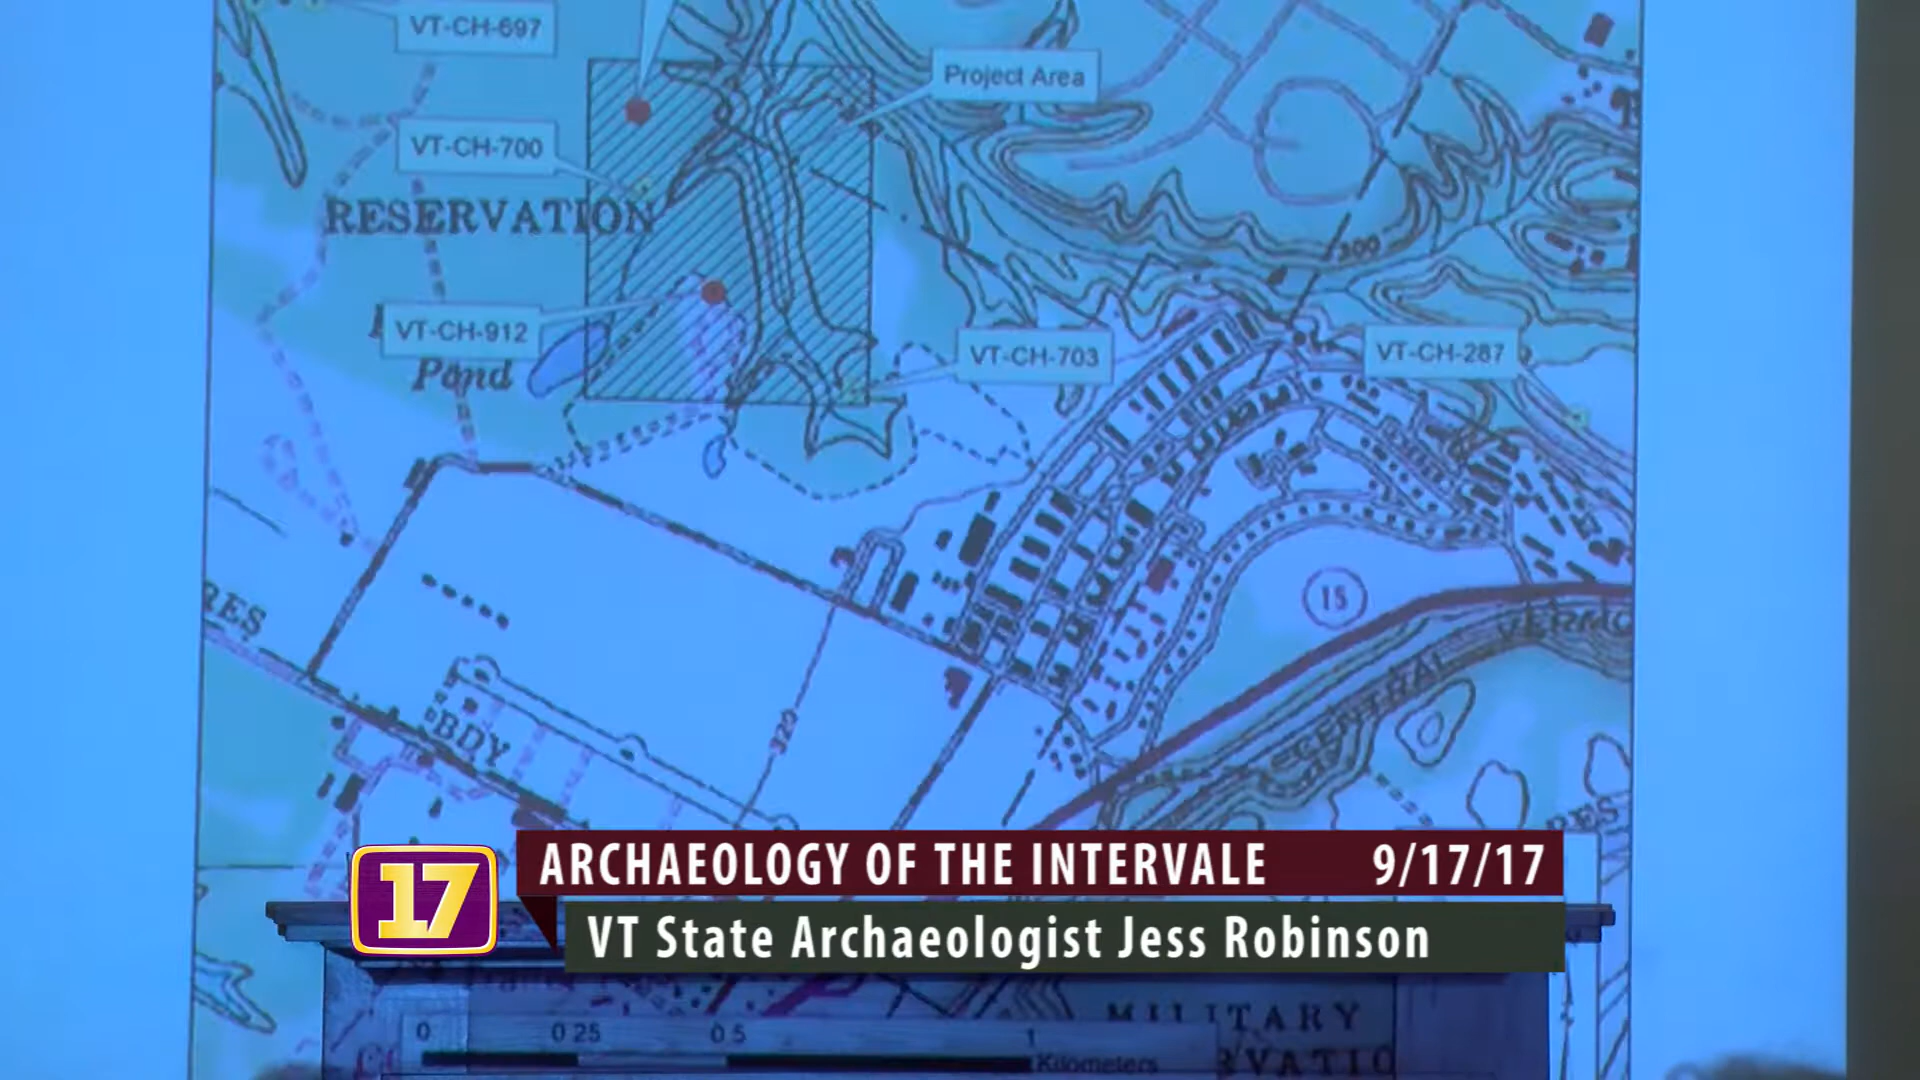 VT-CH-697
Project Area
VT-CH-700
RESERVATION
300
VT-CH-912
Pond
VT-CH-703
VT-CH-287
15
RES
VERMO
CENTRAL
320
BDY
RES
17
ARCHAEOLOGY OF THE INTERVALE 9/17/17
VT State Archaeologist Jess Robinson
MILITARY
0 0 25 0 5 1
Kilometers
RVATIO